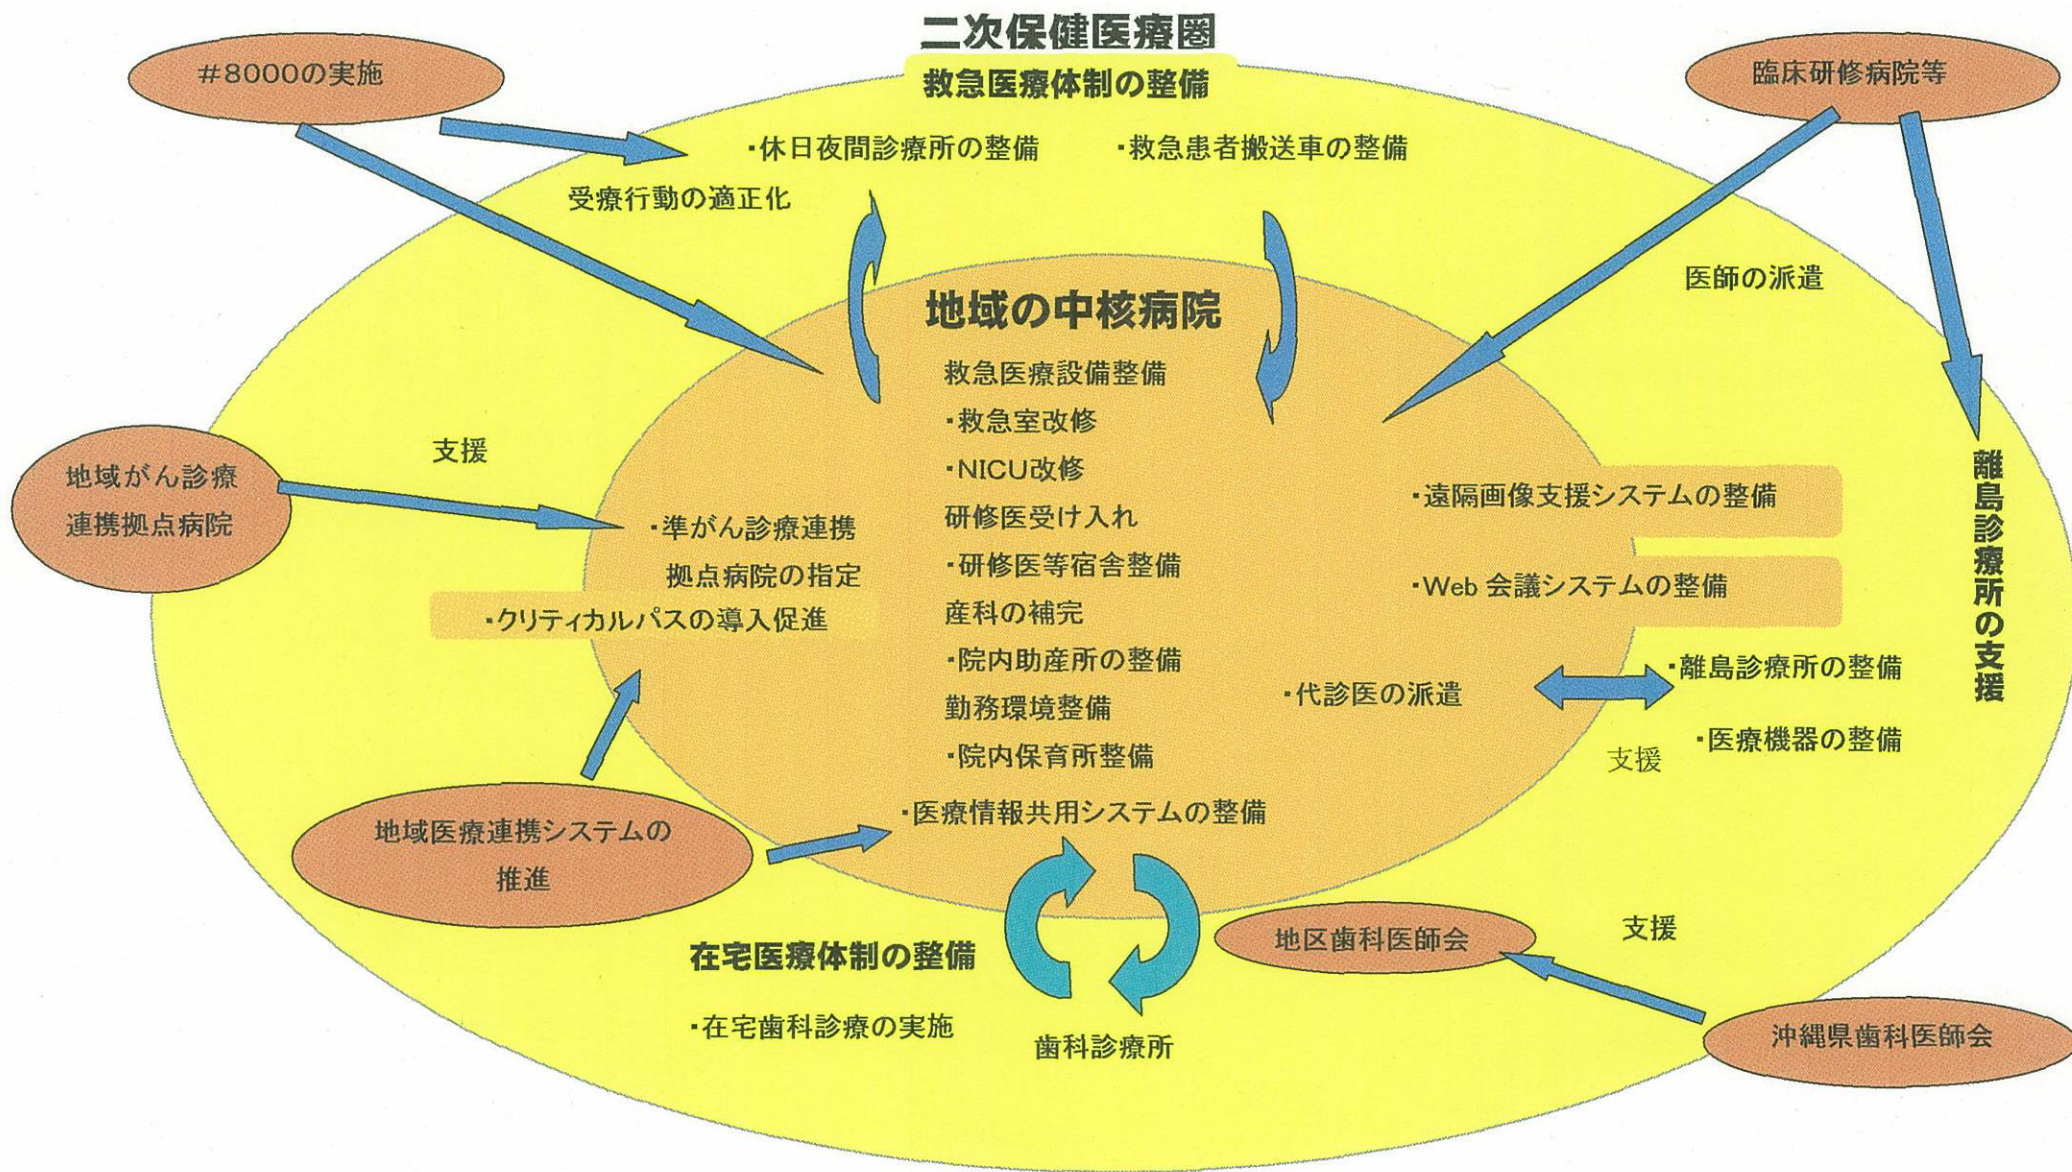 二次保健医療圏
救急医療体制の整備
#8000の実施
臨床研修病院等
・休日夜間診療所の整備
・救急患者搬送車の整備
受療行動の適正化
医師の派遣
地域の中核病院
救急医療設備整備
・救急室改修
・NICU改修
研修医受け入れ
・研修医等宿舎整備
産科の補完
・院内助産所の整備
勤務環境整備
・院内保育所整備
・医療情報共用システムの整備
支援
地域がん診療
連携拠点病院
・準がん診療連携
拠点病院の指定
・クリティカルパスの導入促進
・遠隔画像支援システムの整備
・Web 会議システムの整備
離島診療所の支援
・離島診療所の整備
・代診医の派遣
・医療機器の整備
支援
地域医療連携システムの
推進
在宅医療体制の整備
・在宅歯科診療の実施
歯科診療所
地区歯科医師会
支援
沖縄県歯科医師会